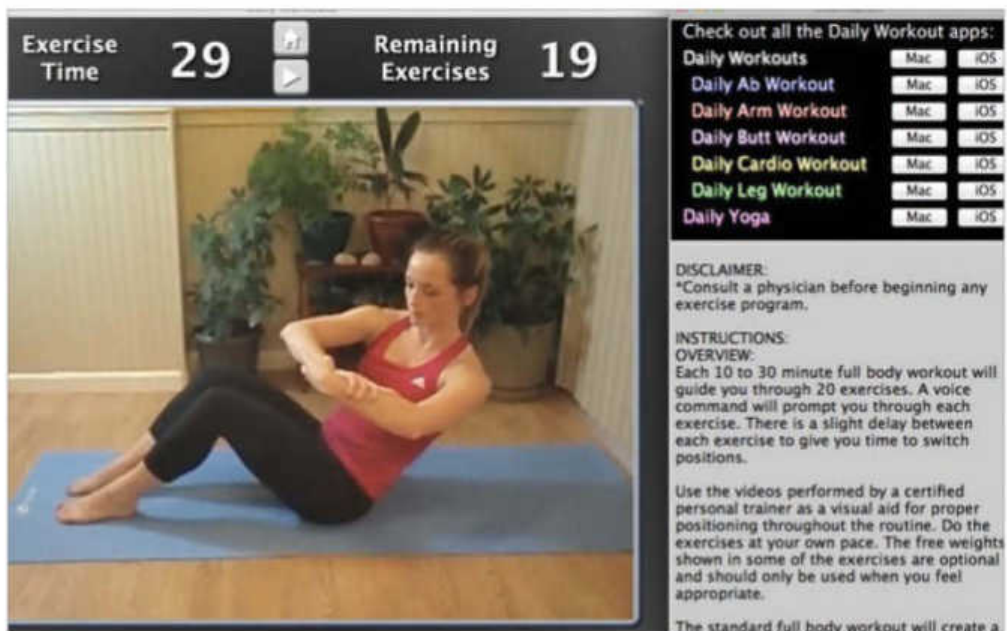 Exercise
Time
29
Remaining
Exercises
19
Check out all the Daily Workout apps:
Daily Workouts Mac iOS
Daily Ab Workout Mac iOS
Daily Arm Workout Mac iOS
Daily Butt Workout Mac iOS
Daily Cardio Workout Mac iOS
Daily Leg Workout Mac iOS
Daily Yoga Mac iOS
DISCLAIMER:
*Consult a physician before beginning any
exercise program.
INSTRUCTIONS:
OVERVIEW:
Each 10 to 30 minute full body workout will
guide you through 20 exercises. A voice
command will prompt you through each
exercise. There is a slight delay between
each exercise to give you time to switch
positions.
Use the videos performed by a certified
personal trainer as a visual aid for proper
positioning throughout the routine. Do the
exercises at your own pace. The free weights
shown in some of the exercises are optional
and should only be used when you feel
appropriate.
The standard full body workout will create a